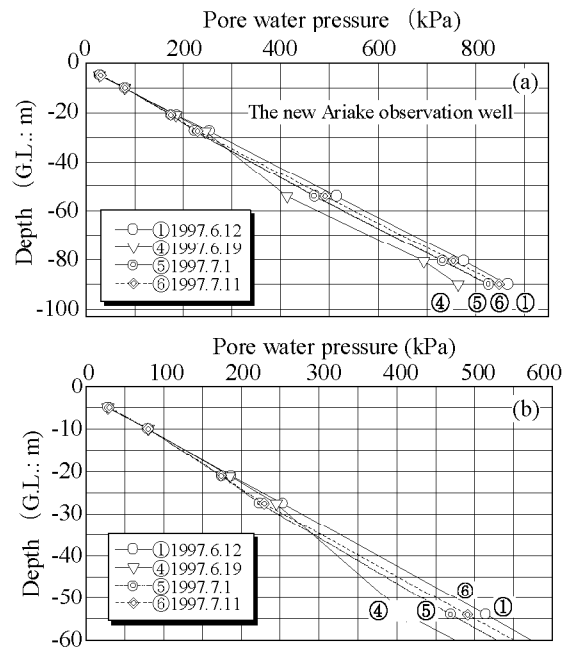 Pore water pressure (kPa)
0 200 400 600 800
(a)
The new Ariake observation well
Depth (G.L.: m)
0
-20
-40
-60
-80
-100
①1997.6.12
④1997.6.19
⑤1997.7.1
⑥1997.7.11
④ ⑤ ⑥ ①
Pore water pressure (kPa)
0 100 200 300 400 500 600
(b)
Depth (G.L.: m)
0
-10
-20
-30
-40
-50
-60
①1997.6.12
④1997.6.19
⑤1997.7.1
⑥1997.7.11
⑥
④ ⑤ ①